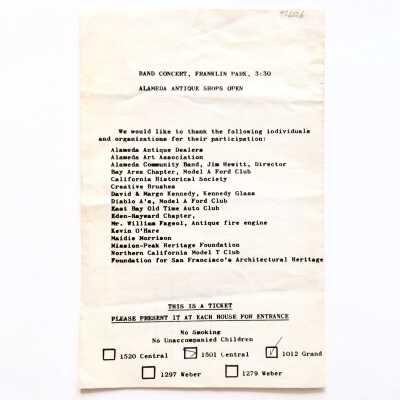 BAND CONCERT, FRANKLIN PARK, 3:30
ALAMEDA ANTIQUE SHOPS OPEN
We would like to thank the following individuals
and organizations for their participation:
Alameda Antique Dealers
Alameda Art Association
Alameda Community Band, Jim Hewitt, Director
Bay Area Chapter, Model A Ford Club
California Historical Society
Creative Brushes
David & Margo Kennedy, Kennedy Glass
Diablo A's, Model A Ford Club
East Bay Old Time Auto Club
Eden-Hayward Chapter,
Mr. William Fageol, Antique fire engine
Kevin O'Hare
Maidie Morrison
Mission-Peak Heritage Foundation
Northern California Model T Club
Foundation for San Francisco's Architectural Heritage
THIS IS A TICKET
PLEASE PRESENT IT AT EACH HOUSE FOR ENTRANCE
No Smoking
No Unaccompanied Children
1520 Central 1501 Central 1012 Grand
1297 Weber 1279 Weber